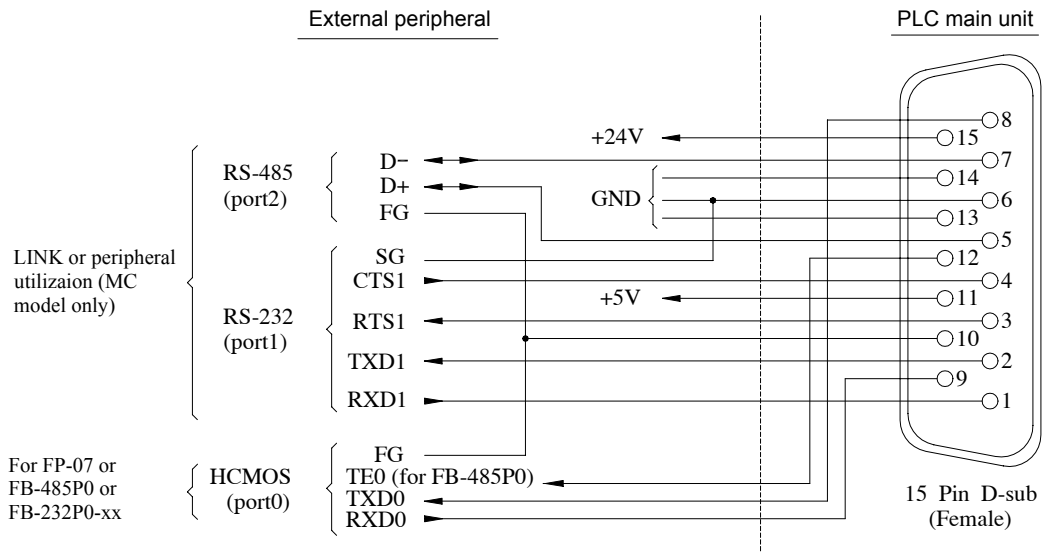 External peripheral
PLC main unit
8
+24V
15
D−
7
RS-485
(port2)
14
D+
GND
6
FG
13
5
LINK or peripheral
utilizaion (MC
model only)
SG
12
CTS1
4
+5V
11
RS-232
(port1)
RTS1
3
10
TXD1
2
9
RXD1
1
FG
For FP-07 or
FB-485P0 or
FB-232P0-xx
HCMOS
(port0)
TE0 (for FB-485P0)
TXD0
RXD0
15 Pin D-sub
(Female)